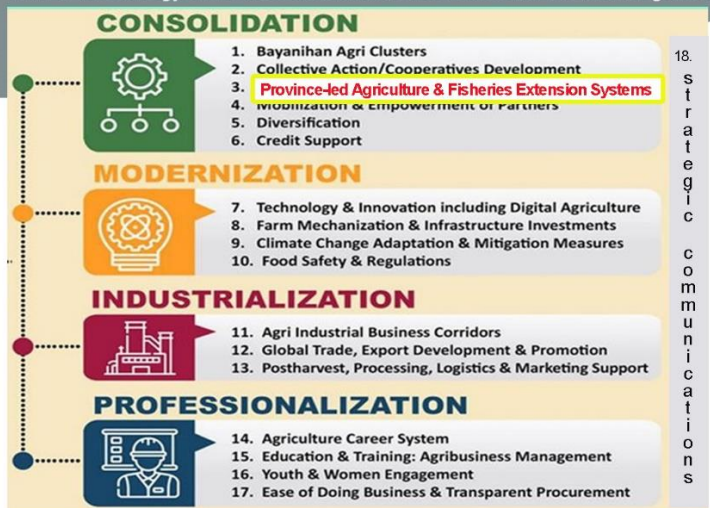 CONSOLIDATION
1. Bayanihan Agri Clusters
2. Collective Action/Cooperatives Development
3. Province-led Agriculture & Fisheries Extension Systems
4. Mobilization & Empowerment of Partners
5. Diversification
6. Credit Support
MODERNIZATION
7. Technology & Innovation including Digital Agriculture
8. Farm Mechanization & Infrastructure Investments
9. Climate Change Adaptation & Mitigation Measures
10. Food Safety & Regulations
INDUSTRIALIZATION
11. Agri Industrial Business Corridors
12. Global Trade, Export Development & Promotion
13. Postharvest, Processing, Logistics & Marketing Support
PROFESSIONALIZATION
14. Agriculture Career System
15. Education & Training: Agribusiness Management
16. Youth & Women Engagement
17. Ease of Doing Business & Transparent Procurement
18. strategic communications